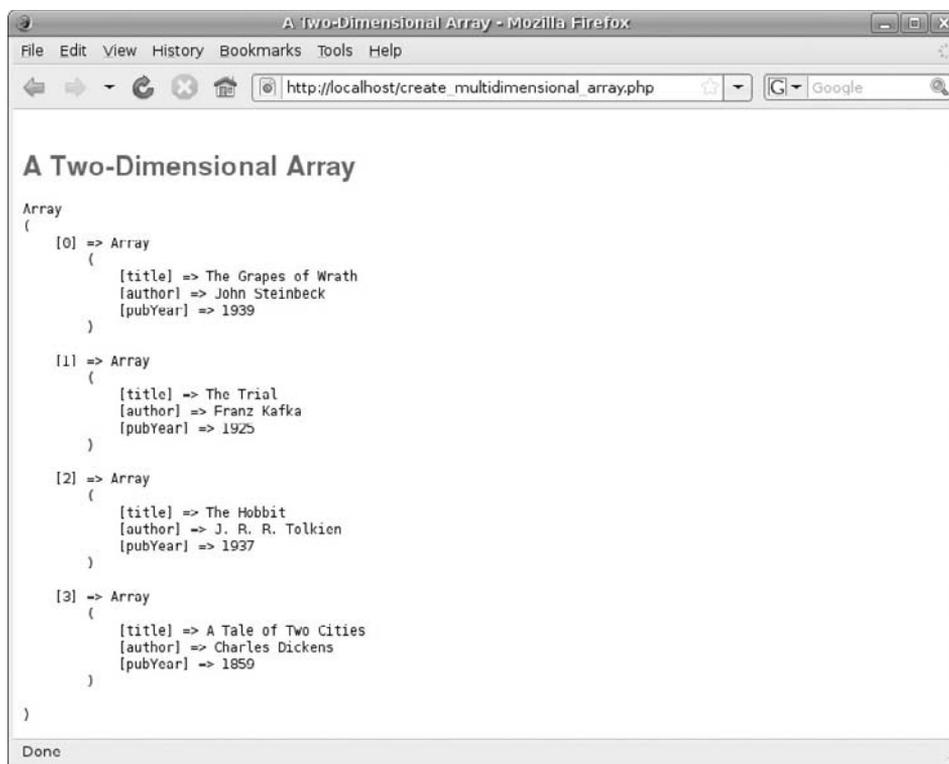 A Two-Dimensional Array - Mozilla Firefox
File Edit View History Bookmarks Tools Help
http://localhost/create_multidimensional_array.php G Google
A Two-Dimensional Array
Array
(
[0] => Array
(
[title] => The Grapes of Wrath
[author] => John Steinbeck
[pubYear] => 1939
)
[1] => Array
(
[title] => The Trial
[author] => Franz Kafka
[pubYear] => 1925
)
[2] => Array
(
[title] => The Hobbit
[author] => J. R. R. Tolkien
[pubYear] => 1937
)
[3] => Array
(
[title] => A Tale of Two Cities
[author] => Charles Dickens
[pubYear] => 1859
)
)
Done